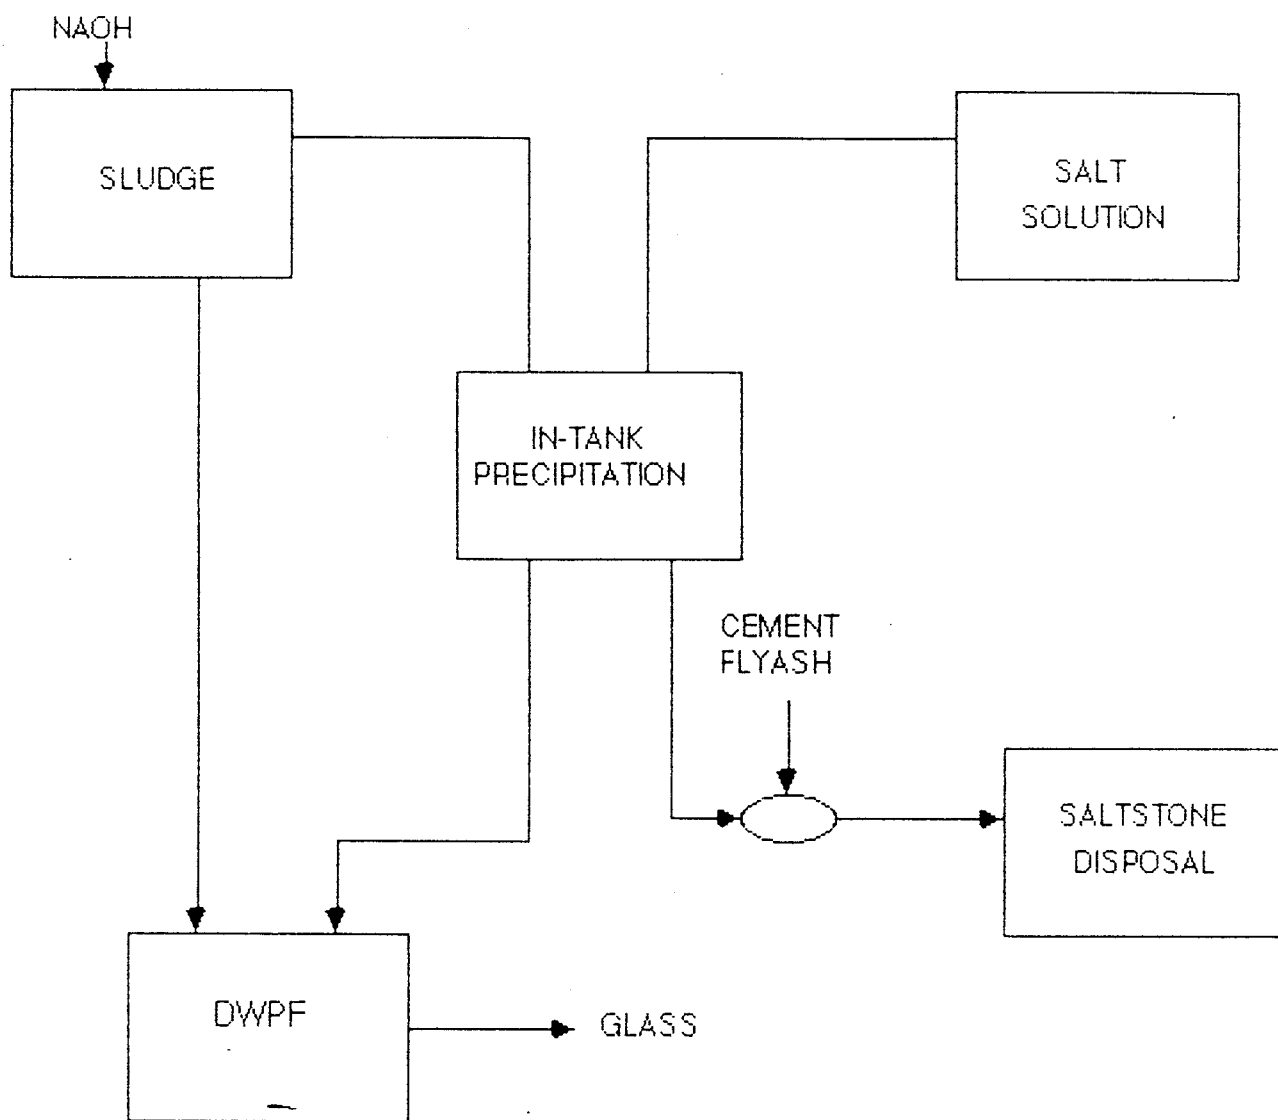 NAOH
SLUDGE
SALT
SOLUTION
IN-TANK
PRECIPITATION
CEMENT
FLYASH
SALTSTONE
DISPOSAL
DWPF
GLASS